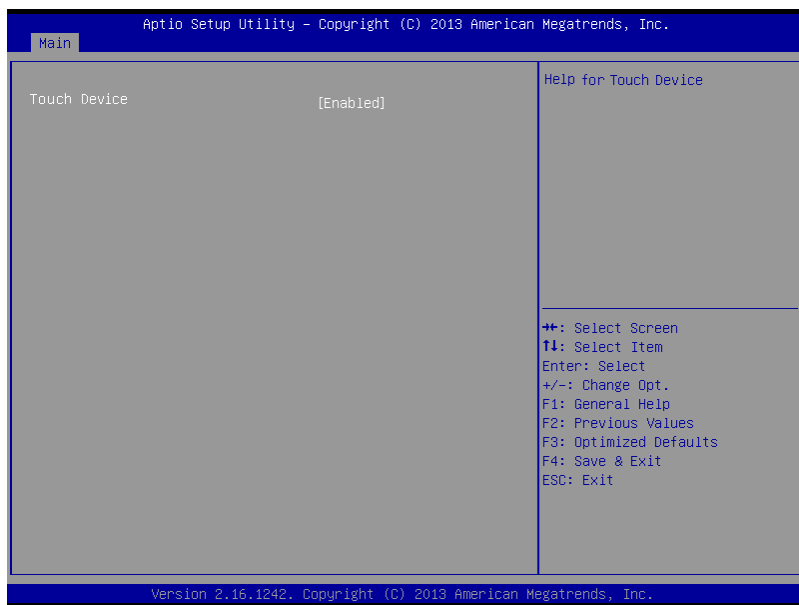 Aptio Setup Utility – Copyright (C) 2013 American Megatrends, Inc.
Main
Touch Device [Enabled]
Help for Touch Device
→←: Select Screen
↑↓: Select Item
Enter: Select
+/-: Change Opt.
F1: General Help
F2: Previous Values
F3: Optimized Defaults
F4: Save & Exit
ESC: Exit
Version 2.16.1242. Copyright (C) 2013 American Megatrends, Inc.